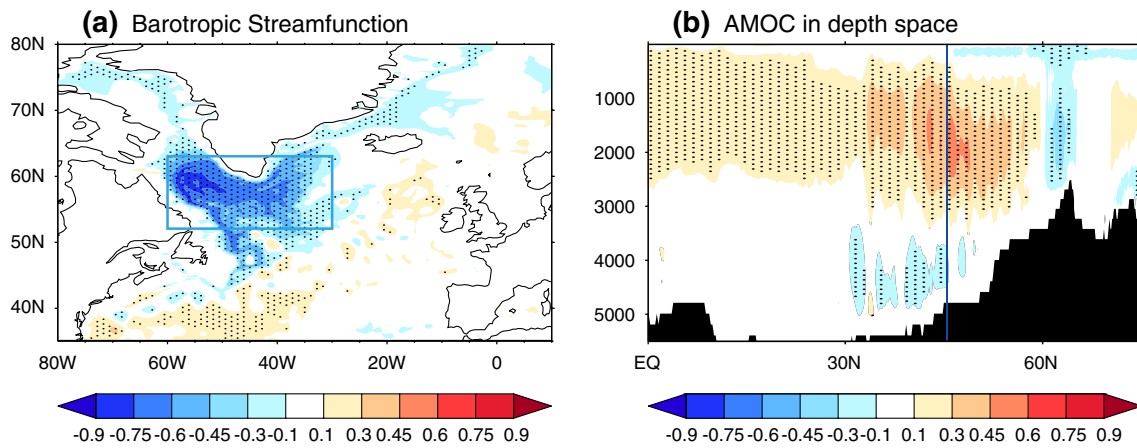 (a) Barotropic Streamfunction
80N
70N
60N
50N
40N
80W 60W 40W 20W 0
-0.9 -0.75 -0.6 -0.45 -0.3 -0.1 0.1 0.3 0.45 0.6 0.75 0.9
(b) AMOC in depth space
1000
2000
3000
4000
5000
EQ 30N 60N
-0.9 -0.75 -0.6 -0.45 -0.3 -0.1 0.1 0.3 0.45 0.6 0.75 0.9